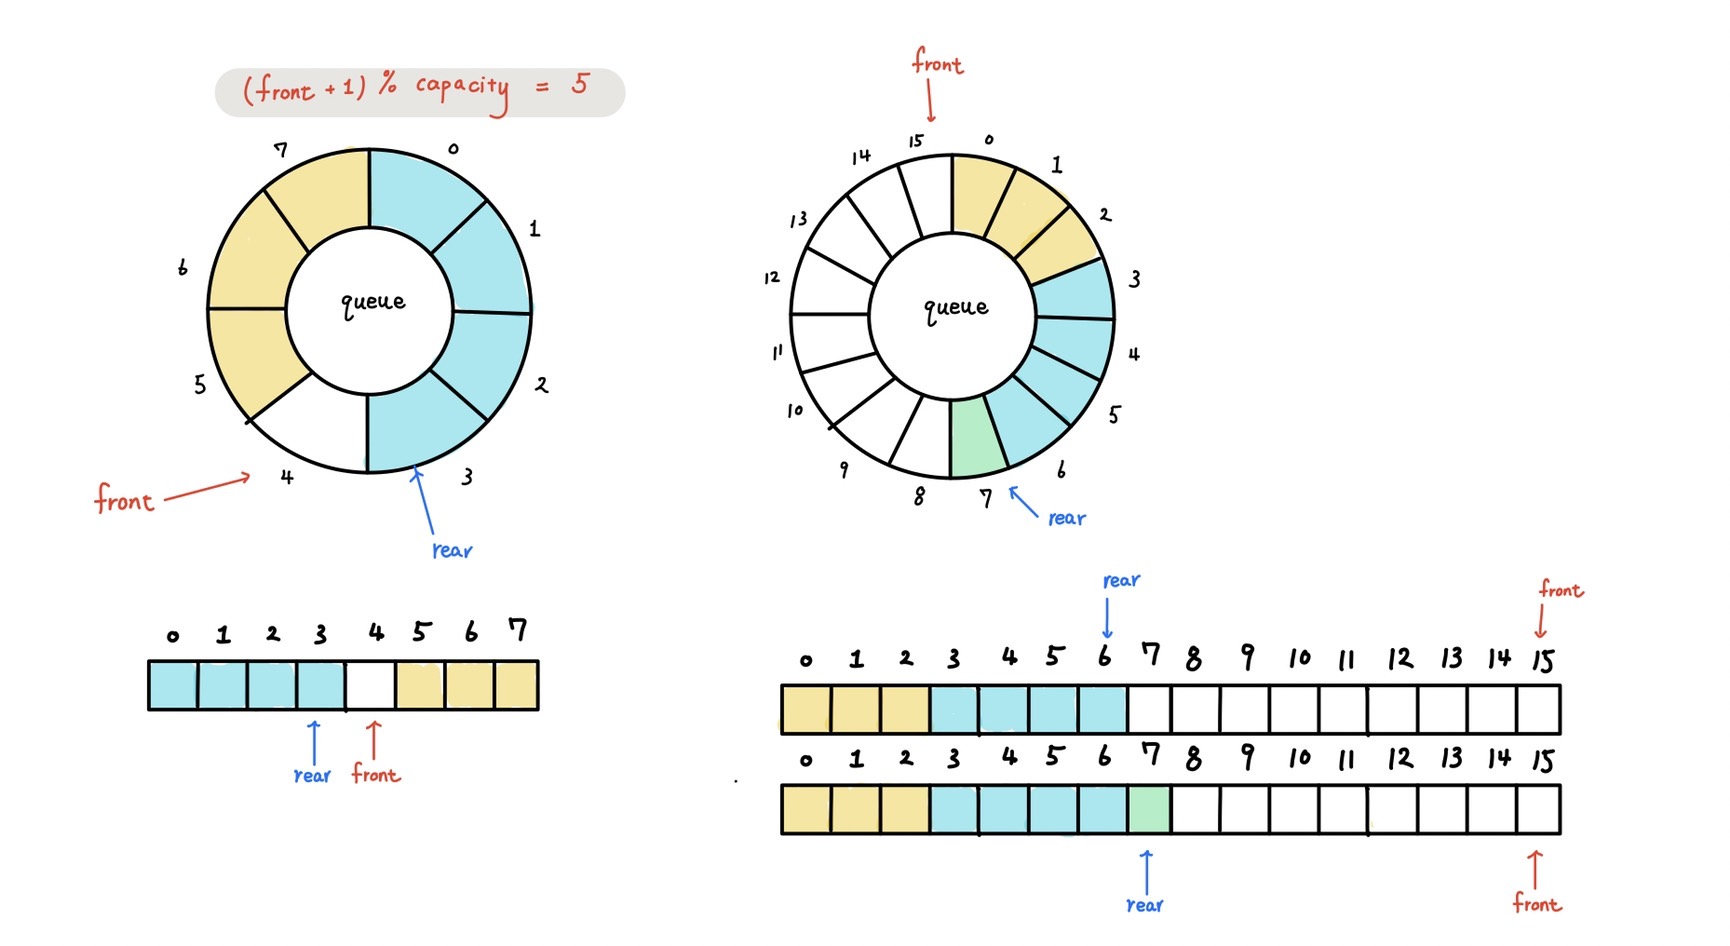 (front + 1) % capacity = 5
7 0
1
6
queue
5 2
4 3
front
rear
0 1 2 3 4 5 6 7
rear front
front
15 0
14 1
13 2
12 3
queue
11 4
10 5
9 6
8 7
rear
rear front
0 1 2 3 4 5 6 7 8 9 10 11 12 13 14 15
0 1 2 3 4 5 6 7 8 9 10 11 12 13 14 15
rear front